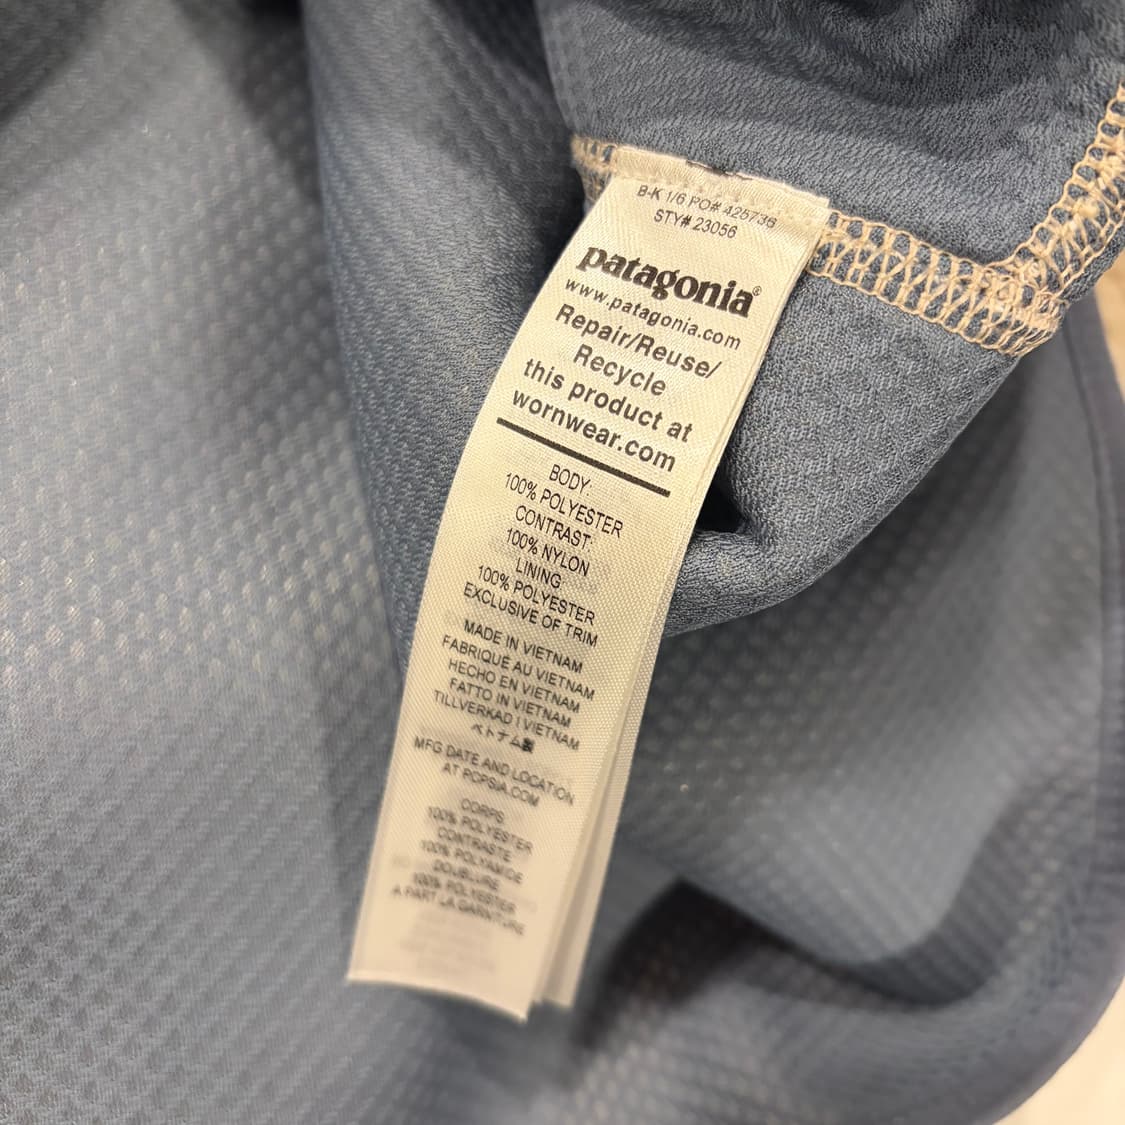 B-K 1/6 PO# 425736
STY# 23056
patagonia®
www.patagonia.com
Repair/Reuse/
Recycle
this product at
wornwear.com
BODY:
100% POLYESTER
CONTRAST:
100% NYLON
LINING
100% POLYESTER
EXCLUSIVE OF TRIM
MADE IN VIETNAM
FABRIQUÉ AU VIETNAM
HECHO EN VIETNAM
FATTO IN VIETNAM
TILLVERKAD I VIETNAM
ベトナム製
MFG DATE AND LOCATION
AT PCPSIA.COM
CORPS
100% POLYESTER
CONTRASTE
100% POLYAMIDE
DOUBLURE
100% POLYESTER
A PART LA GARNITURE